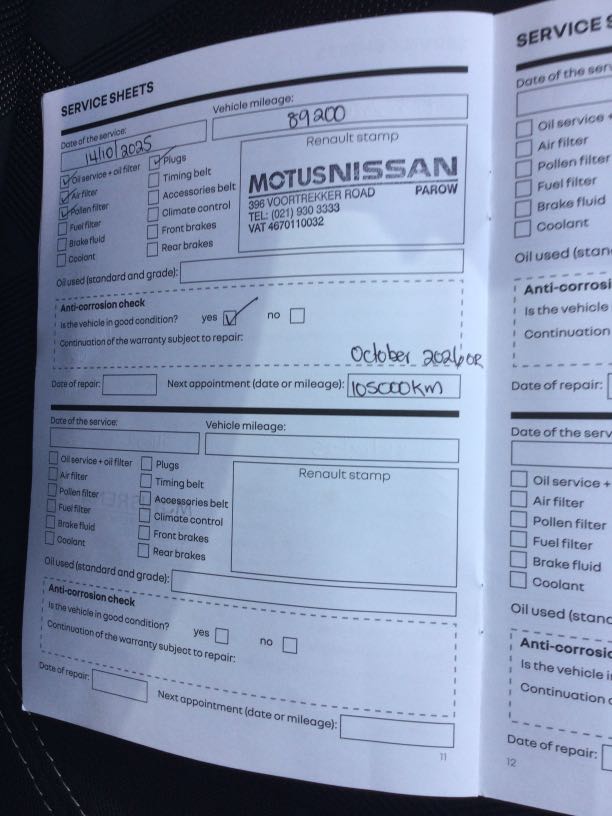 SERVICE SHEETS
Date of the service:
14/10/2025
Vehicle mileage:
89200
Oil service + oil filter
Air filter
Pollen filter
Fuel filter
Brake fluid
Coolant
Plugs
Timing belt
Accessories belt
Climate control
Front brakes
Rear brakes
Renault stamp
MOTUSNISSAN
396 VOORTREKKER ROAD PAROW
TEL: (021) 930 3333
VAT 4670110032
Oil used (standard and grade):
Anti-corrosion check
Is the vehicle in good condition? yes no
Continuation of the warranty subject to repair:
October 2026 OR
Date of repair: Next appointment (date or mileage): 105000km
Date of the service:
Vehicle mileage:
Oil service + oil filter
Air filter
Pollen filter
Fuel filter
Brake fluid
Coolant
Plugs
Timing belt
Accessories belt
Climate control
Front brakes
Rear brakes
Renault stamp
Oil used (standard and grade):
Anti-corrosion check
Is the vehicle in good condition? yes no
Continuation of the warranty subject to repair:
Date of repair: Next appointment (date or mileage):
11
SERVICE S
Date of the ser
Oil service +
Air filter
Pollen filter
Fuel filter
Brake fluid
Coolant
Oil used (stan
Anti-corrosi
Is the vehicle
Continuation
Date of repair:
Date of the serv
Oil service +
Air filter
Pollen filter
Fuel filter
Brake fluid
Coolant
Oil used (stand
Anti-corrosio
Is the vehicle i
Continuation o
Date of repair:
12